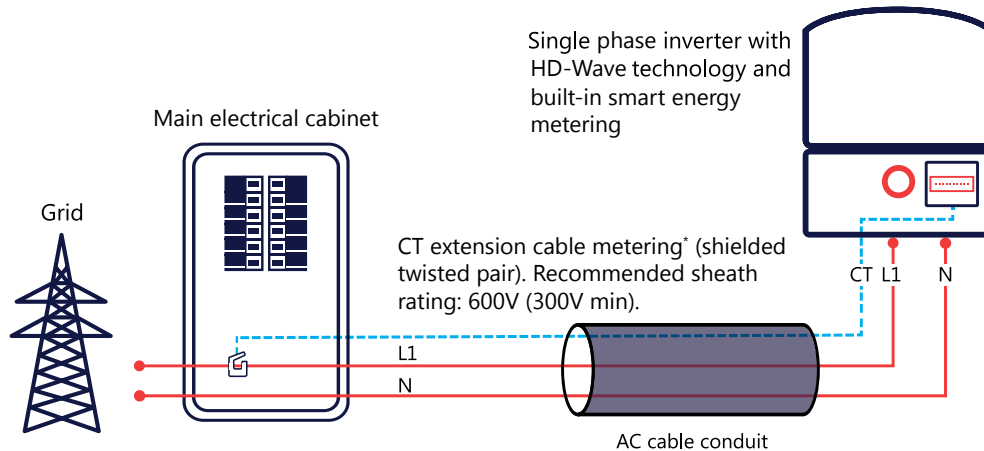 Single phase inverter with
HD-Wave technology and
built-in smart energy
metering
Main electrical cabinet
Grid
CT extension cable metering* (shielded
twisted pair). Recommended sheath
rating: 600V (300V min).
CT L1 N
L1
N
AC cable conduit